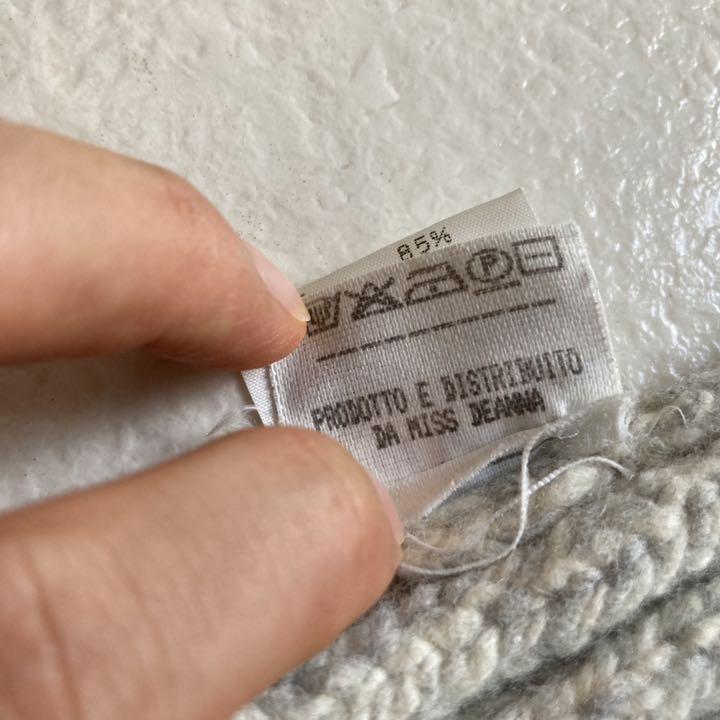 85%
P
PRODOTTO E DISTRIBUITO
DA MISS DEANNA